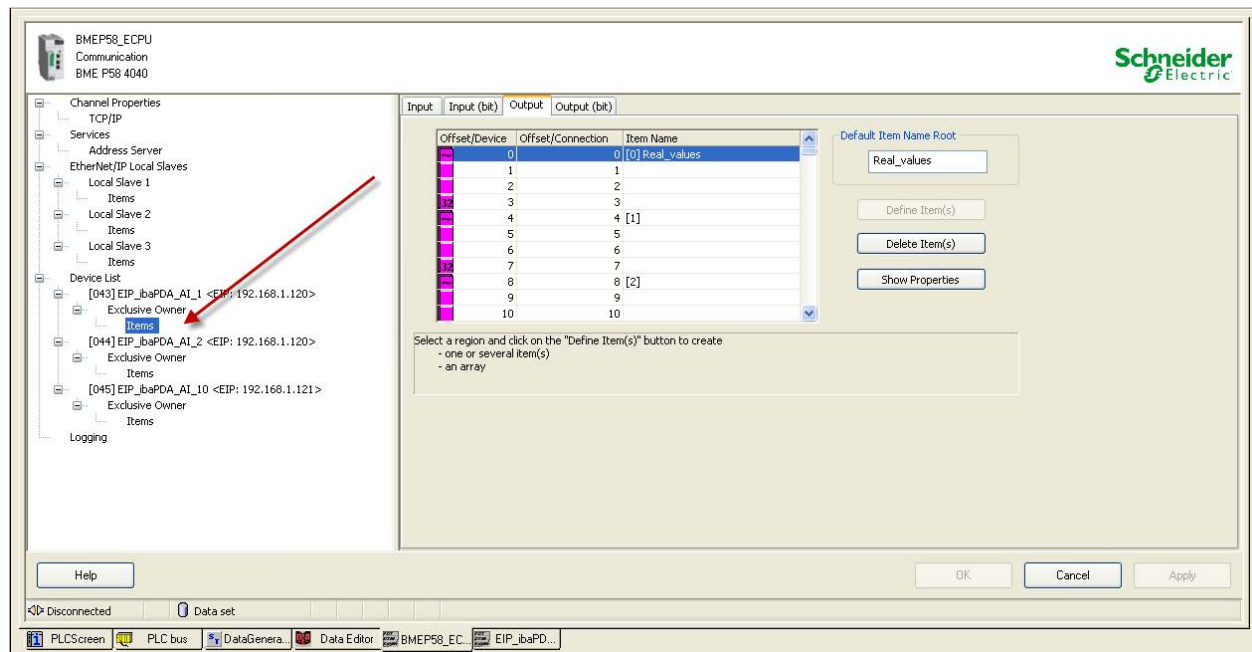 BMEP58_ECPU
Communication
BME P58 4040
Schneider
Electric
Channel Properties
TCP/IP
Services
Address Server
EtherNet/IP Local Slaves
Local Slave 1
Items
Local Slave 2
Items
Local Slave 3
Items
Device List
[043] EIP_ibaPDA_AI_1 <EIP: 192.168.1.120>
Exclusive Owner
Items
[044] EIP_ibaPDA_AI_2 <EIP: 192.168.1.120>
Exclusive Owner
Items
[045] EIP_ibaPDA_AI_10 <EIP: 192.168.1.121>
Exclusive Owner
Items
Logging
Input Input (bit) Output Output (bit)
Offset/Device Offset/Connection Item Name
0 0 [0] Real_values
1 1
2 2
32 3 3
4 4 [1]
5 5
6 6
32 7 7
8 8 [2]
9 9
10 10
Default Item Name Root
Real_values
Define Item(s)
Delete Item(s)
Show Properties
Select a region and click on the "Define Item(s)" button to create
- one or several item(s)
- an array
Help OK Cancel Apply
Disconnected Data set
PLCScreen PLC bus DataGenera... Data Editor BMEP58_EC... EIP_ibaPD...